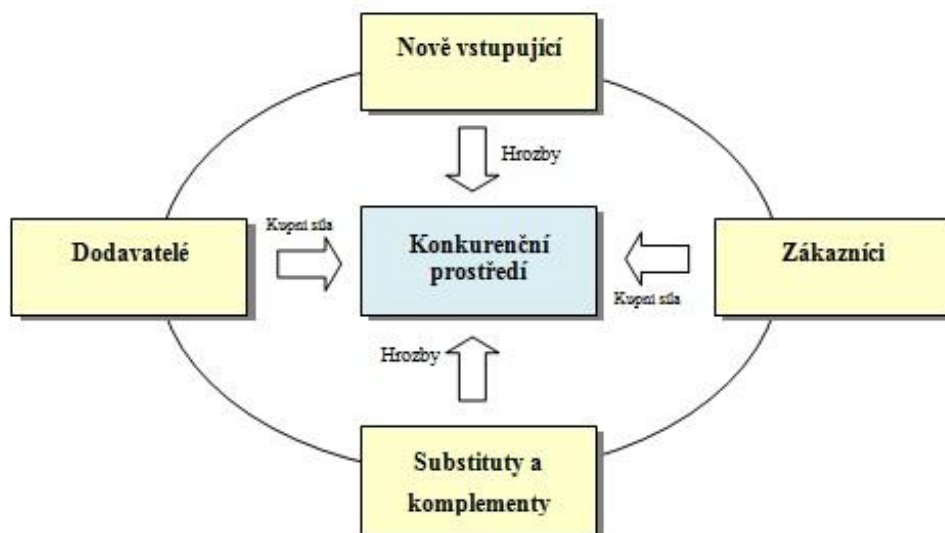 Nově vstupující
Hrozby
Kupní síla
Dodavatelé
Konkurenční
prostředí
Zákazníci
Kupní síla
Hrozby
Substituty a
komplementy